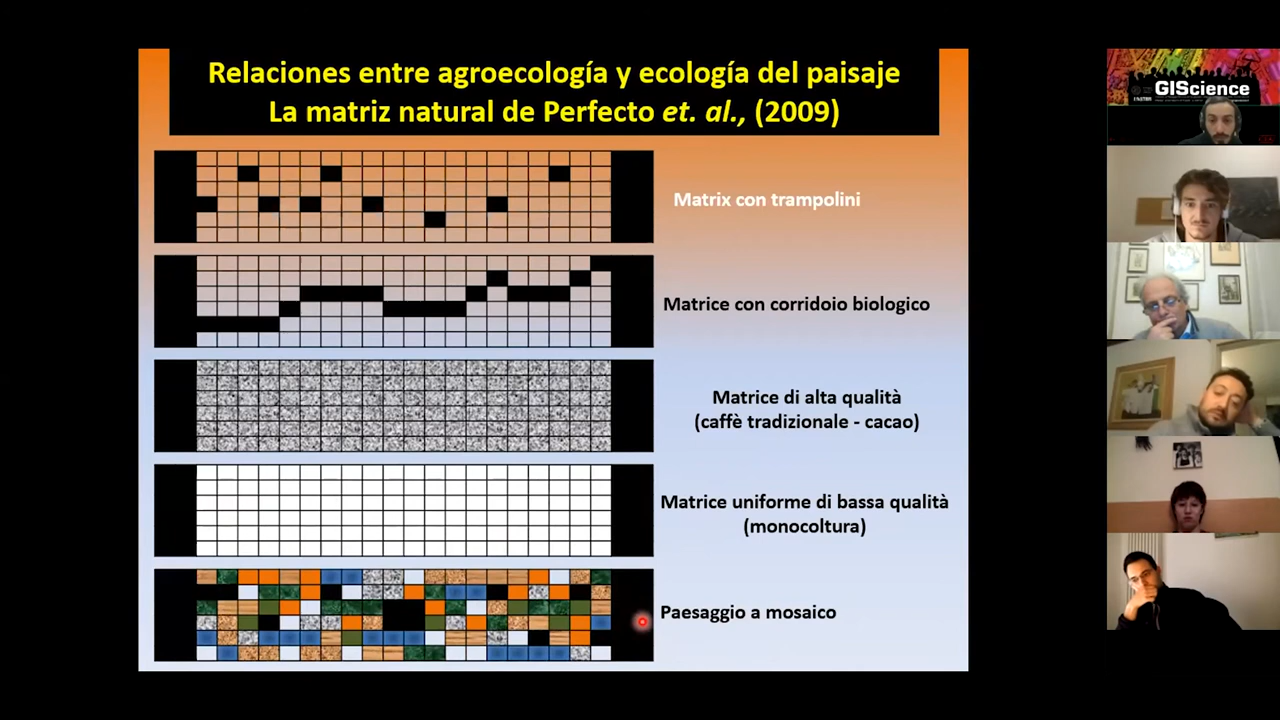 Relaciones entre agroecología y ecología del paisaje
La matriz natural de Perfecto et. al., (2009)
Matrix con trampolini
Matrice con corridoio biologico
Matrice di alta qualità
(caffè tradizionale - cacao)
Matrice uniforme di bassa qualità
(monocoltura)
Paesaggio a mosaico
GIScience